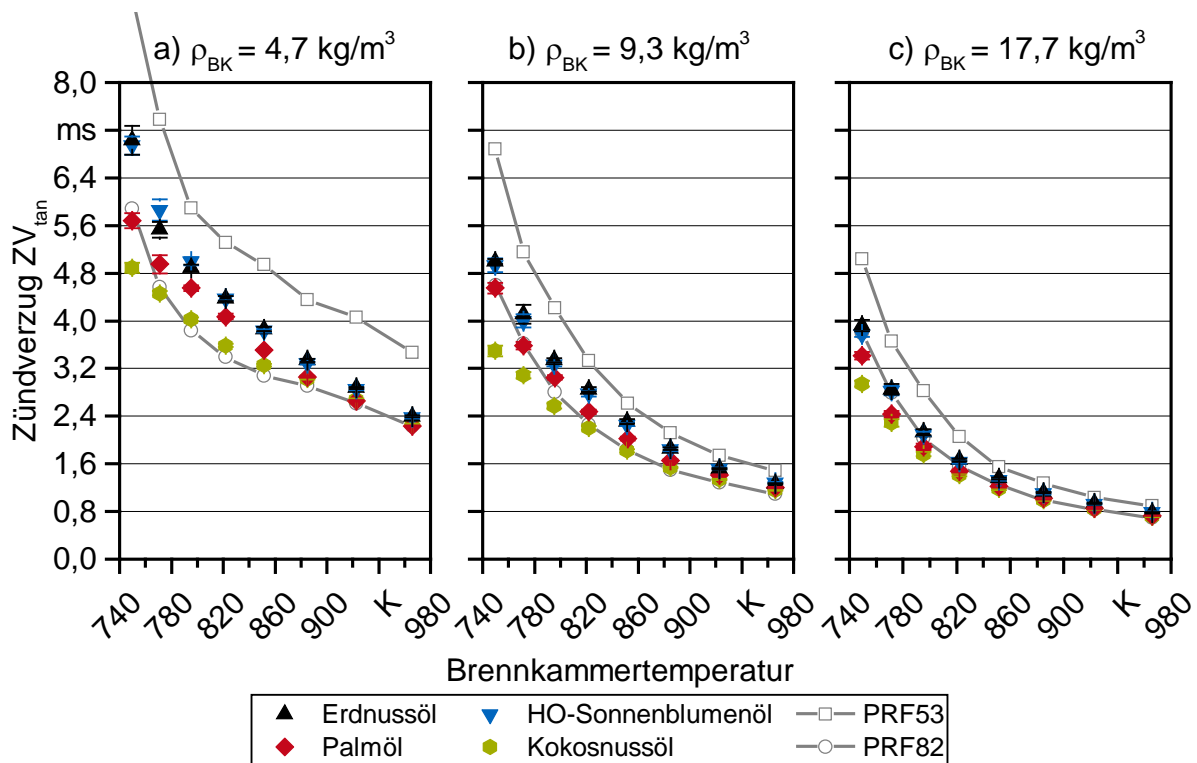 a) ρBK = 4,7 kg/m³
b) ρBK = 9,3 kg/m³
c) ρBK = 17,7 kg/m³
Zündverzug ZVtan
8,0
ms
6,4
5,6
4,8
4,0
3,2
2,4
1,6
0,8
0,0
740 780 820 860 900 K 980
740 780 820 860 900 K 980
740 780 820 860 900 K 980
Brennkammertemperatur
Erdnussöl HO-Sonnenblumenöl PRF53
Palmöl Kokosnussöl PRF82